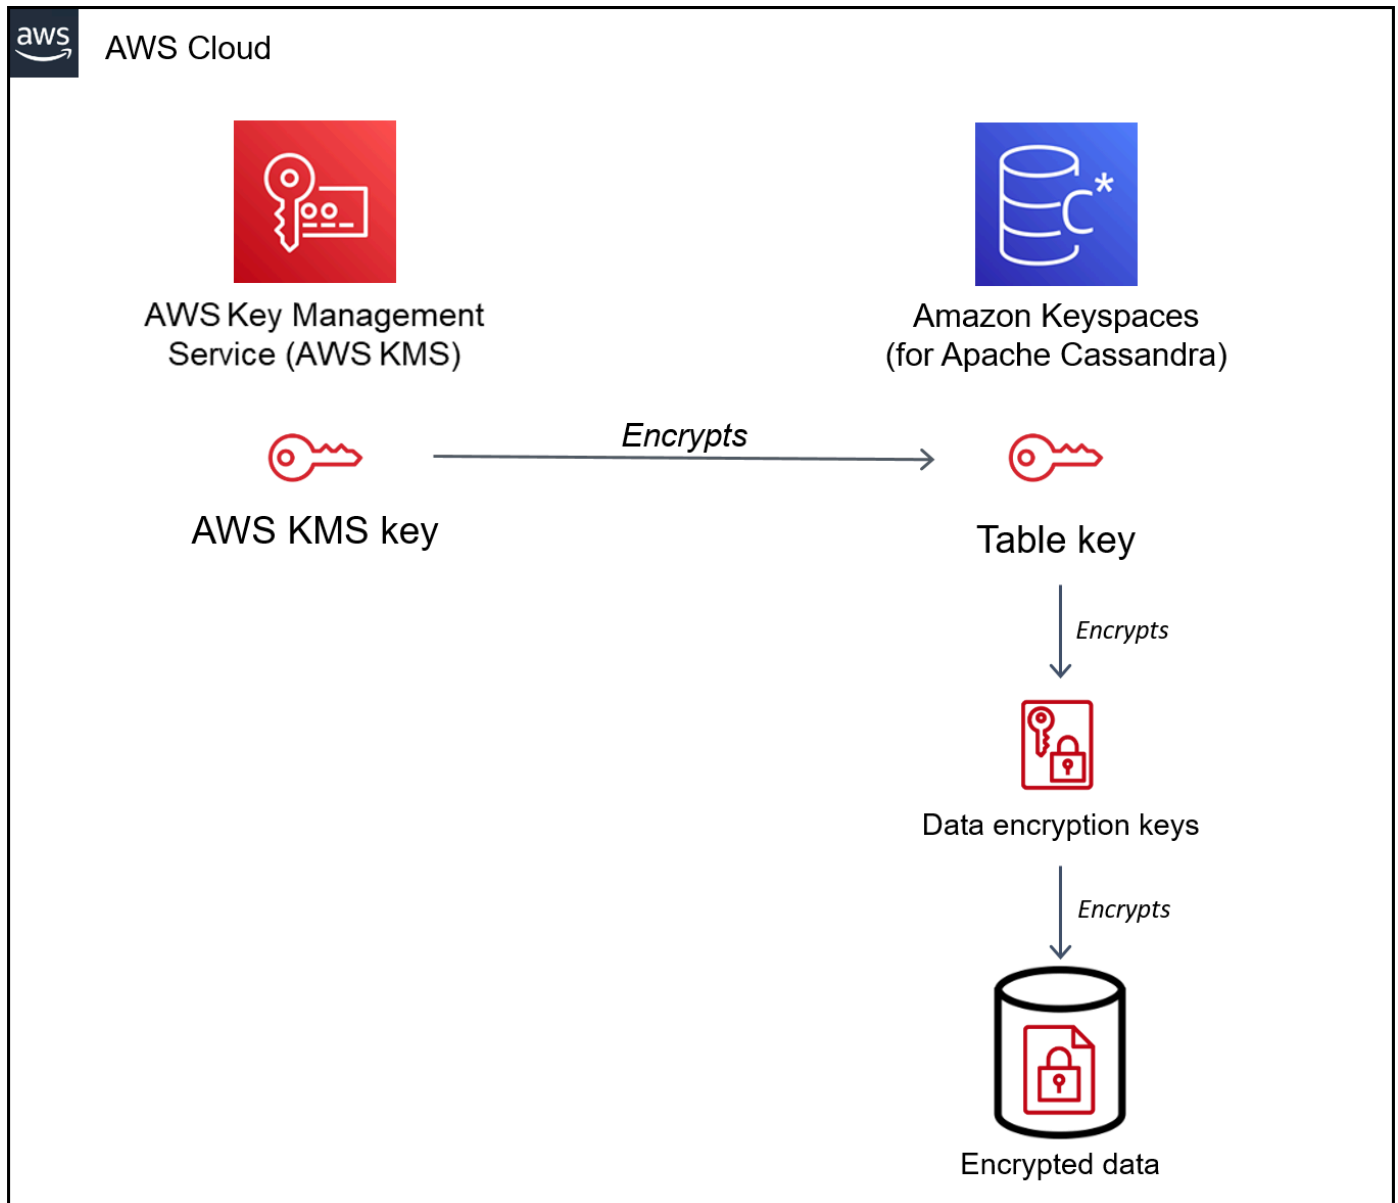 aws
AWS Cloud
C*
AWS Key Management
Service (AWS KMS)
Amazon Keyspaces
(for Apache Cassandra)
Encrypts
AWS KMS key
Table key
Encrypts
Data encryption keys
Encrypts
Encrypted data